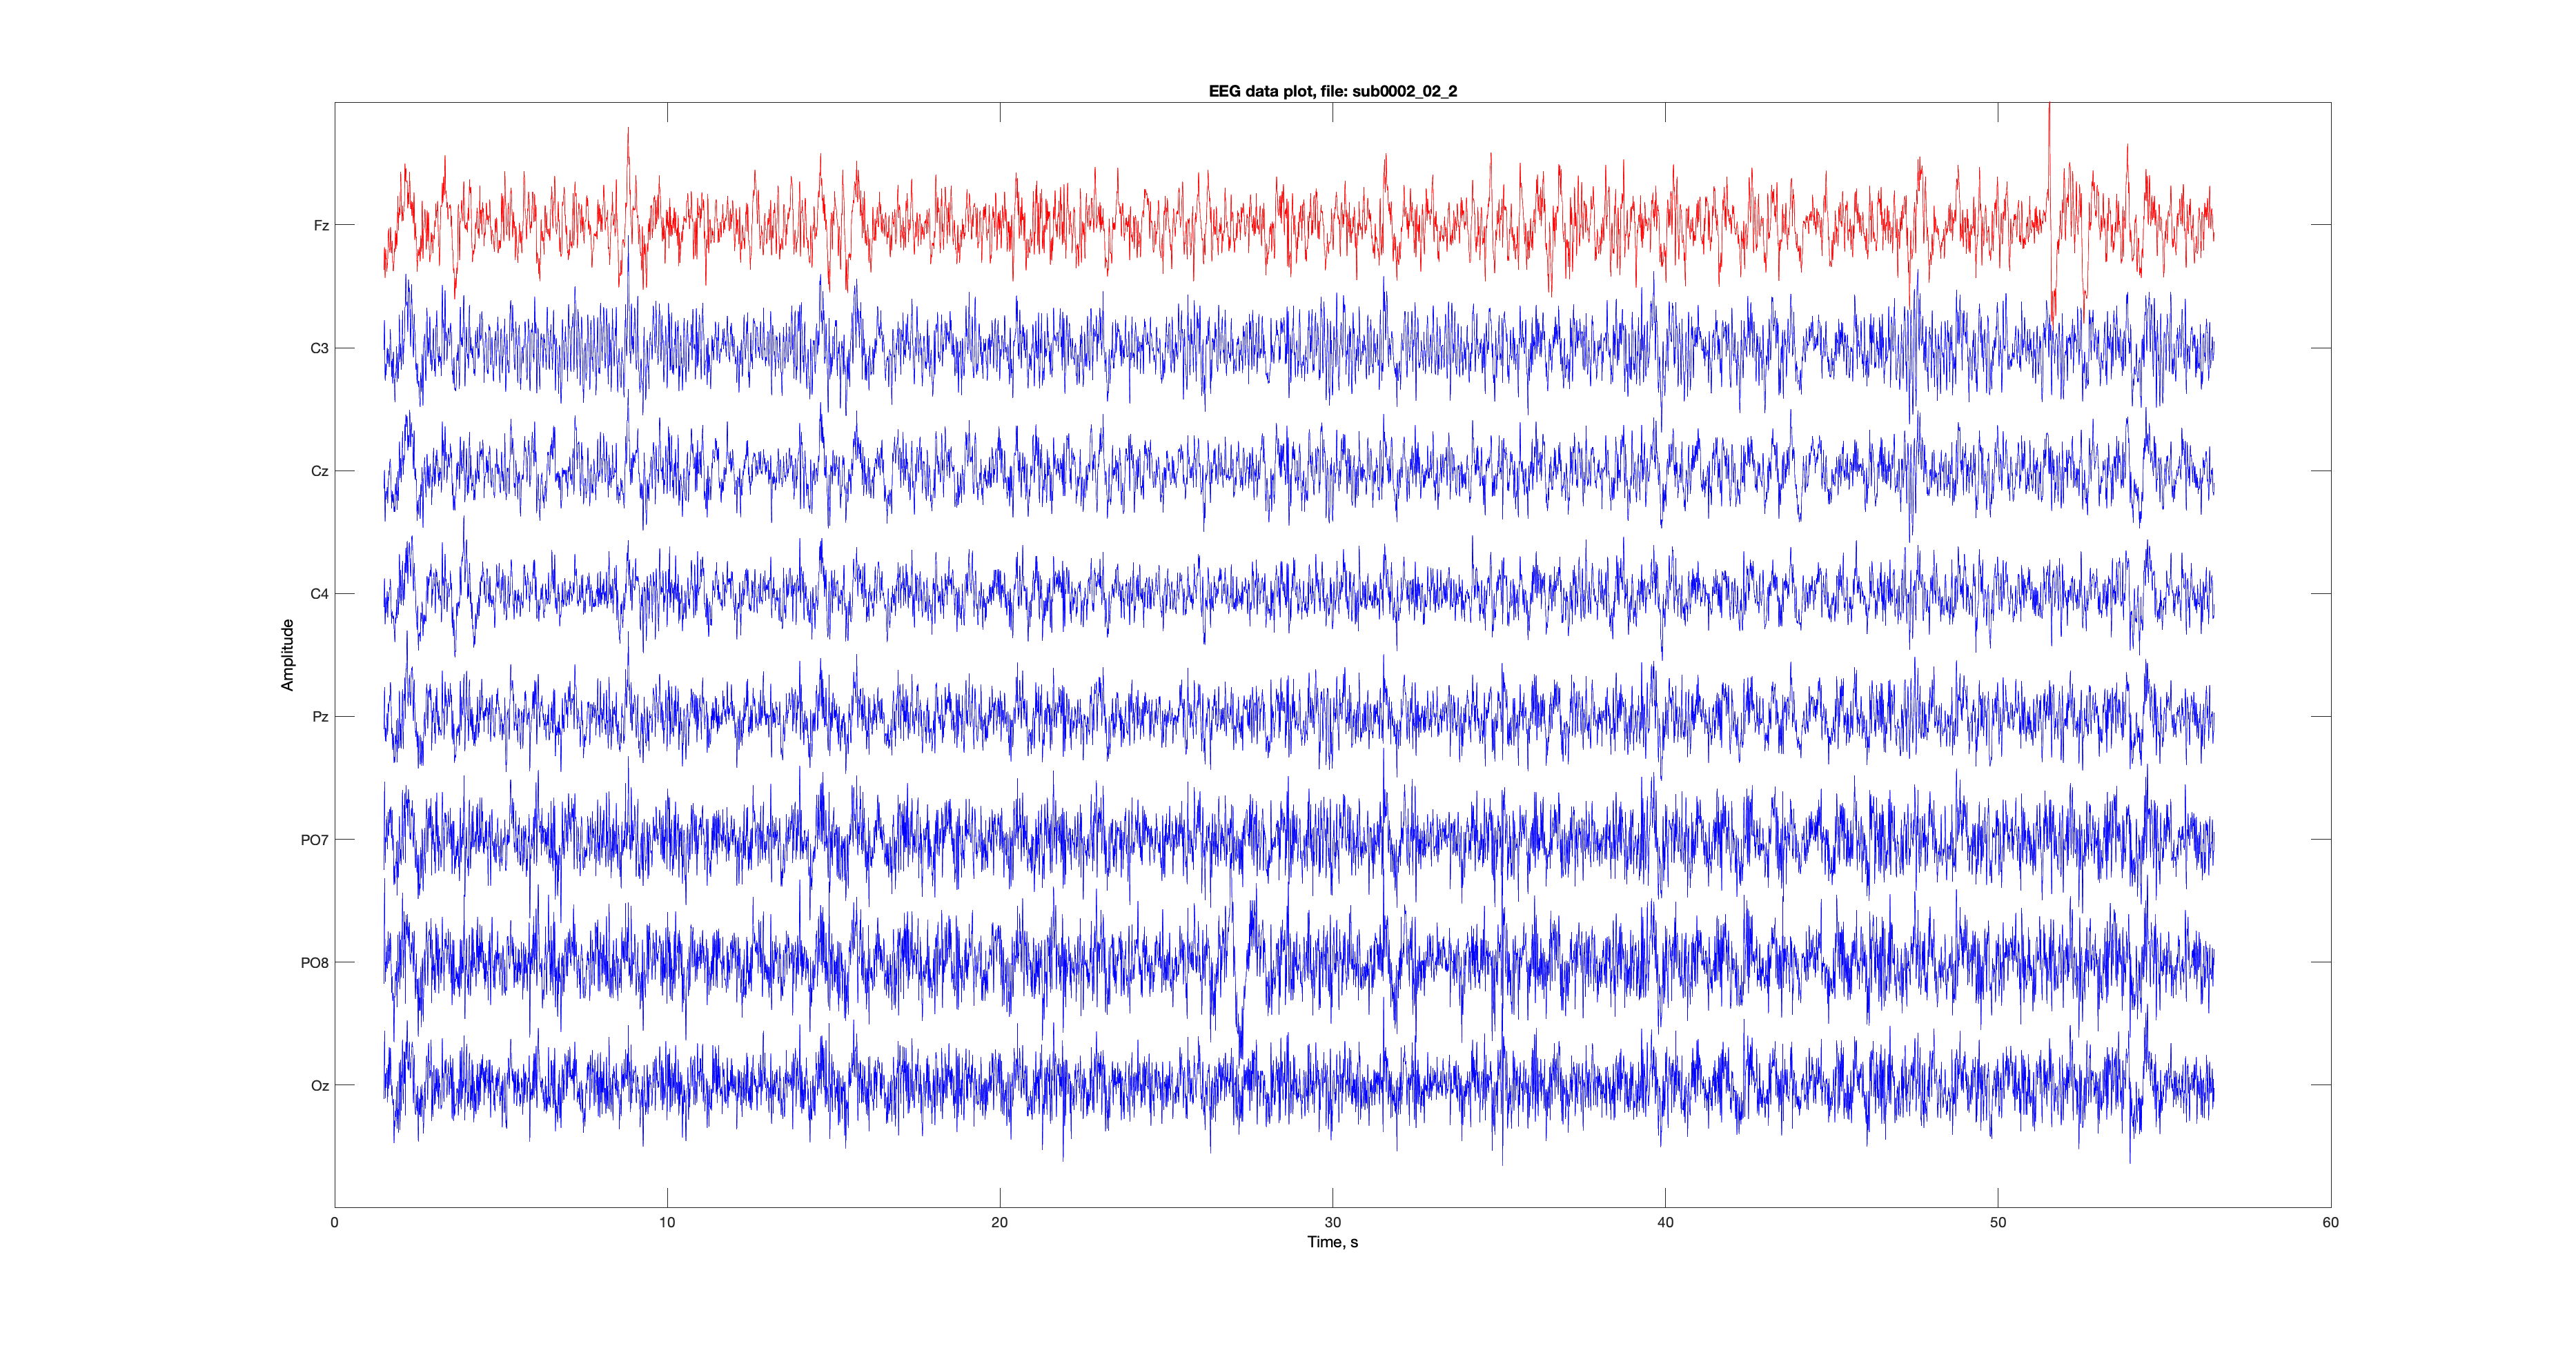 EEG data plot, file: sub0002_02_2
Fz
C3
Cz
C4
Pz
PO7
PO8
Oz
Amplitude
0 10 20 30 40 50 60
Time, s